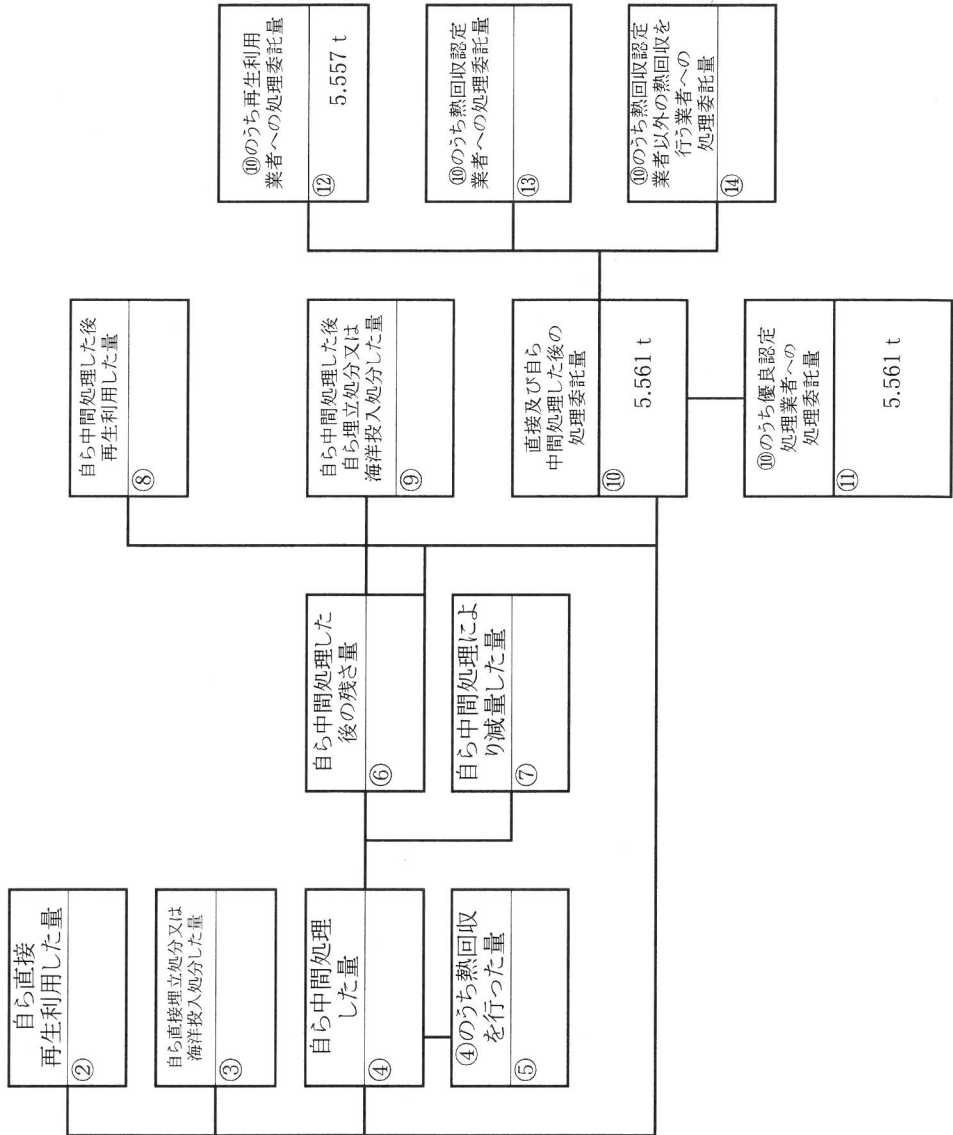 自ら直接
再生利用した量
②
自ら直接埋立処分又は
海洋投入処分した量
③
自ら中間処理
した量
④
④のうち熱回収
を行った量
⑤
自ら中間処理した
後の残さ量
⑥
自ら中間処理によ
り減量した量
⑦
自ら中間処理した後
再生利用した量
⑧
自ら中間処理した後
自ら埋立処分又は
海洋投入処分した量
⑨
直接及び自ら
中間処理した後の
処理委託量
⑩
5.561 t
⑩のうち優良認定
処理業者への
処理委託量
⑪
5.561 t
⑩のうち再生利用
業者への処理委託量
⑫
5.557 t
⑩のうち熱回収認定
業者への処理委託量
⑬
⑩のうち熱回収認定
業者以外の熱回収を
行う業者への
処理委託量
⑭